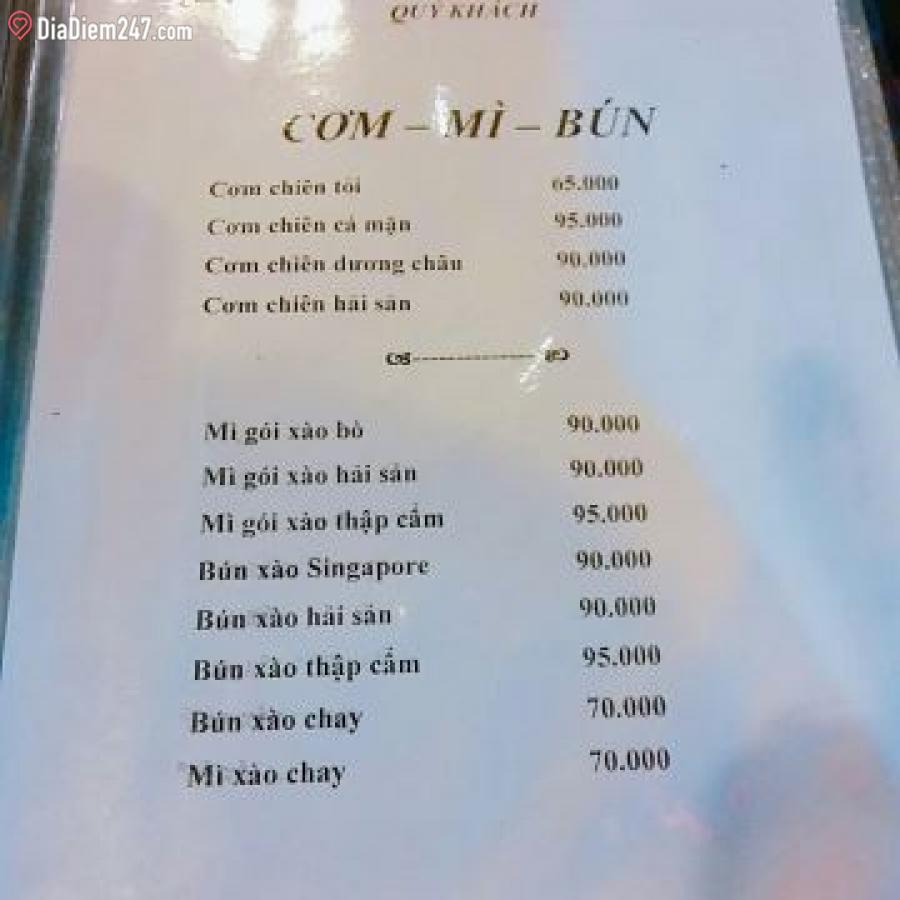 DiaDiem247.com
QUÝ KHÁCH
CƠM – MÌ – BÚN
Cơm chiên tỏi 65.000
Cơm chiên cá mặn 95.000
Cơm chiên dương châu 90.000
Cơm chiên hải sản 90.000
Mì gói xào bò 90.000
Mì gói xào hải sản 90.000
Mì gói xào thập cẩm 95.000
Bún xào Singapore 90.000
Bún xào hải sản 90.000
Bún xào thập cẩm 95.000
Bún xào chay 70.000
Mì xào chay 70.000